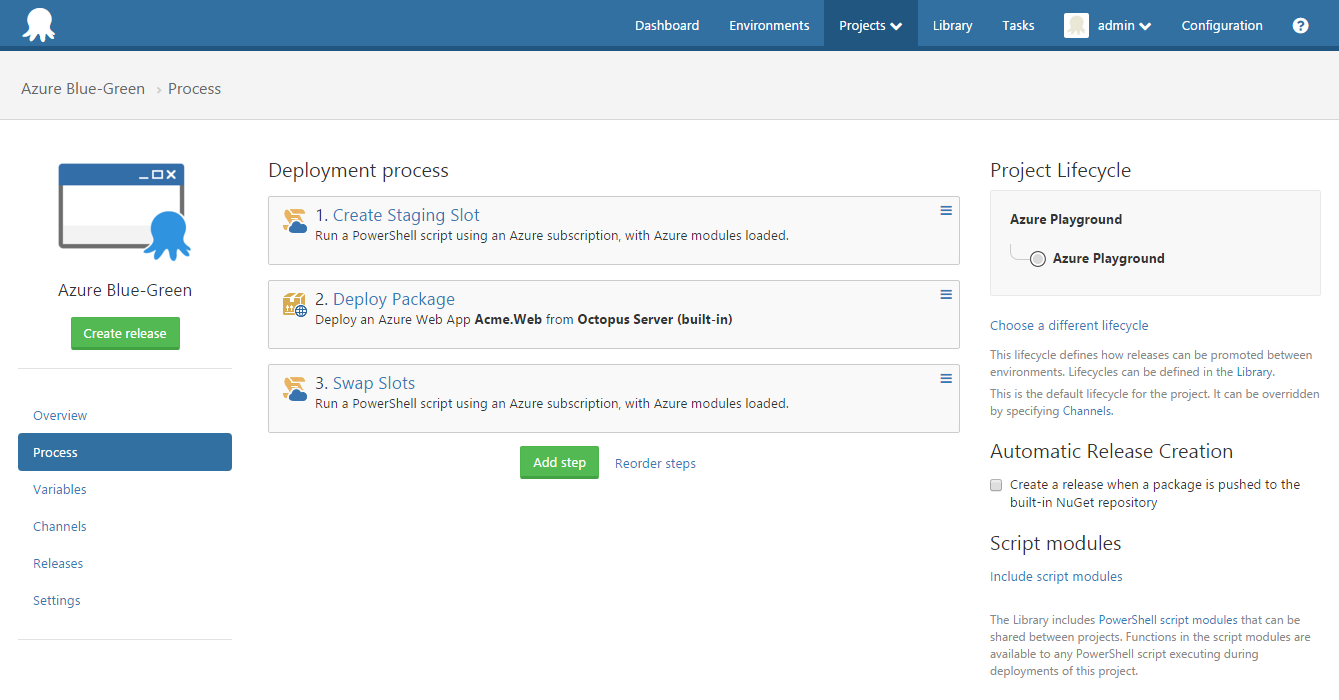 Dashboard Environments Projects Library Tasks admin Configuration ?
Azure Blue-Green › Process
Azure Blue-Green
Create release
Overview
Process
Variables
Channels
Releases
Settings
Deployment process
1. Create Staging Slot
Run a PowerShell script using an Azure subscription, with Azure modules loaded.
2. Deploy Package
Deploy an Azure Web App Acme.Web from Octopus Server (built-in)
3. Swap Slots
Run a PowerShell script using an Azure subscription, with Azure modules loaded.
Add step Reorder steps
Project Lifecycle
Azure Playground
Azure Playground
Choose a different lifecycle
This lifecycle defines how releases can be promoted between
environments. Lifecycles can be defined in the Library.
This is the default lifecycle for the project. It can be overridden
by specifying Channels.
Automatic Release Creation
Create a release when a package is pushed to the
built-in NuGet repository
Script modules
Include script modules
The Library includes PowerShell script modules that can be
shared between projects. Functions in the script modules are
available to any PowerShell script executing during
deployments of this project.